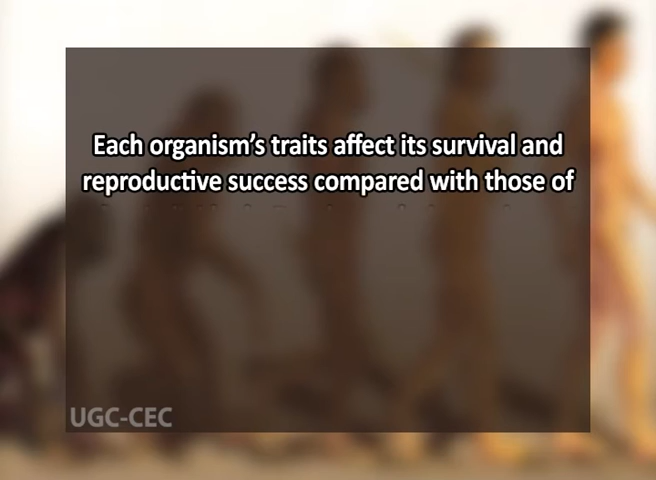 Each organism's traits affect its survival and
reproductive success compared with those of
UGC-CEC